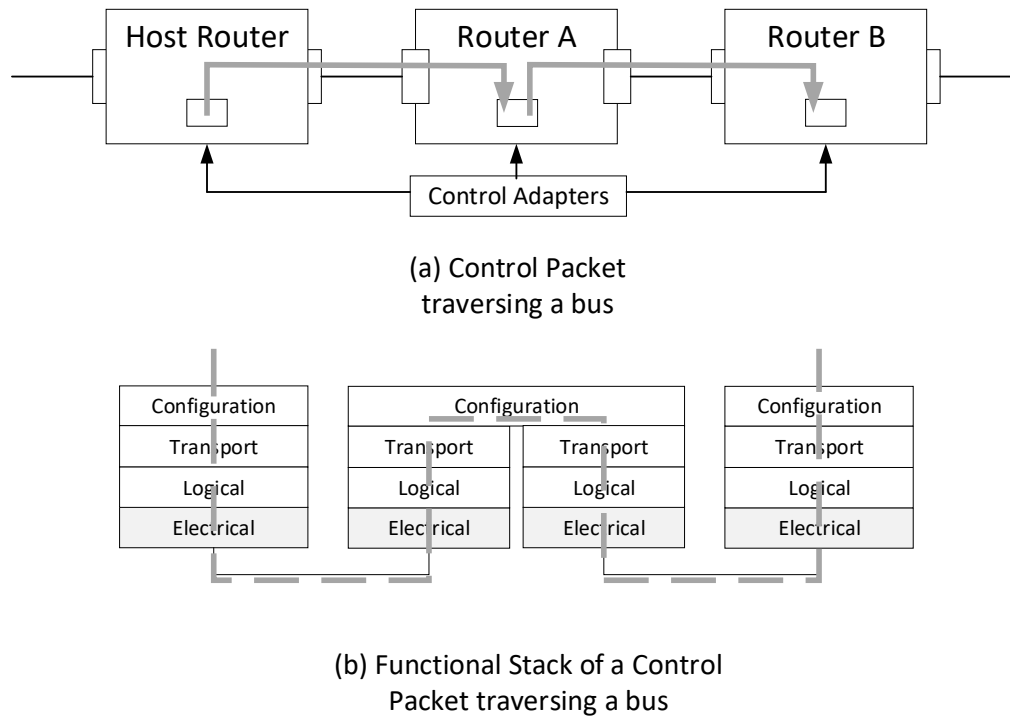 Host Router
Router A
Router B
Control Adapters
(a) Control Packet
traversing a bus
Configuration
Configuration
Configuration
Transport
Transport
Transport
Transport
Logical
Logical
Logical
Logical
Electrical
Electrical
Electrical
Electrical
(b) Functional Stack of a Control
Packet traversing a bus